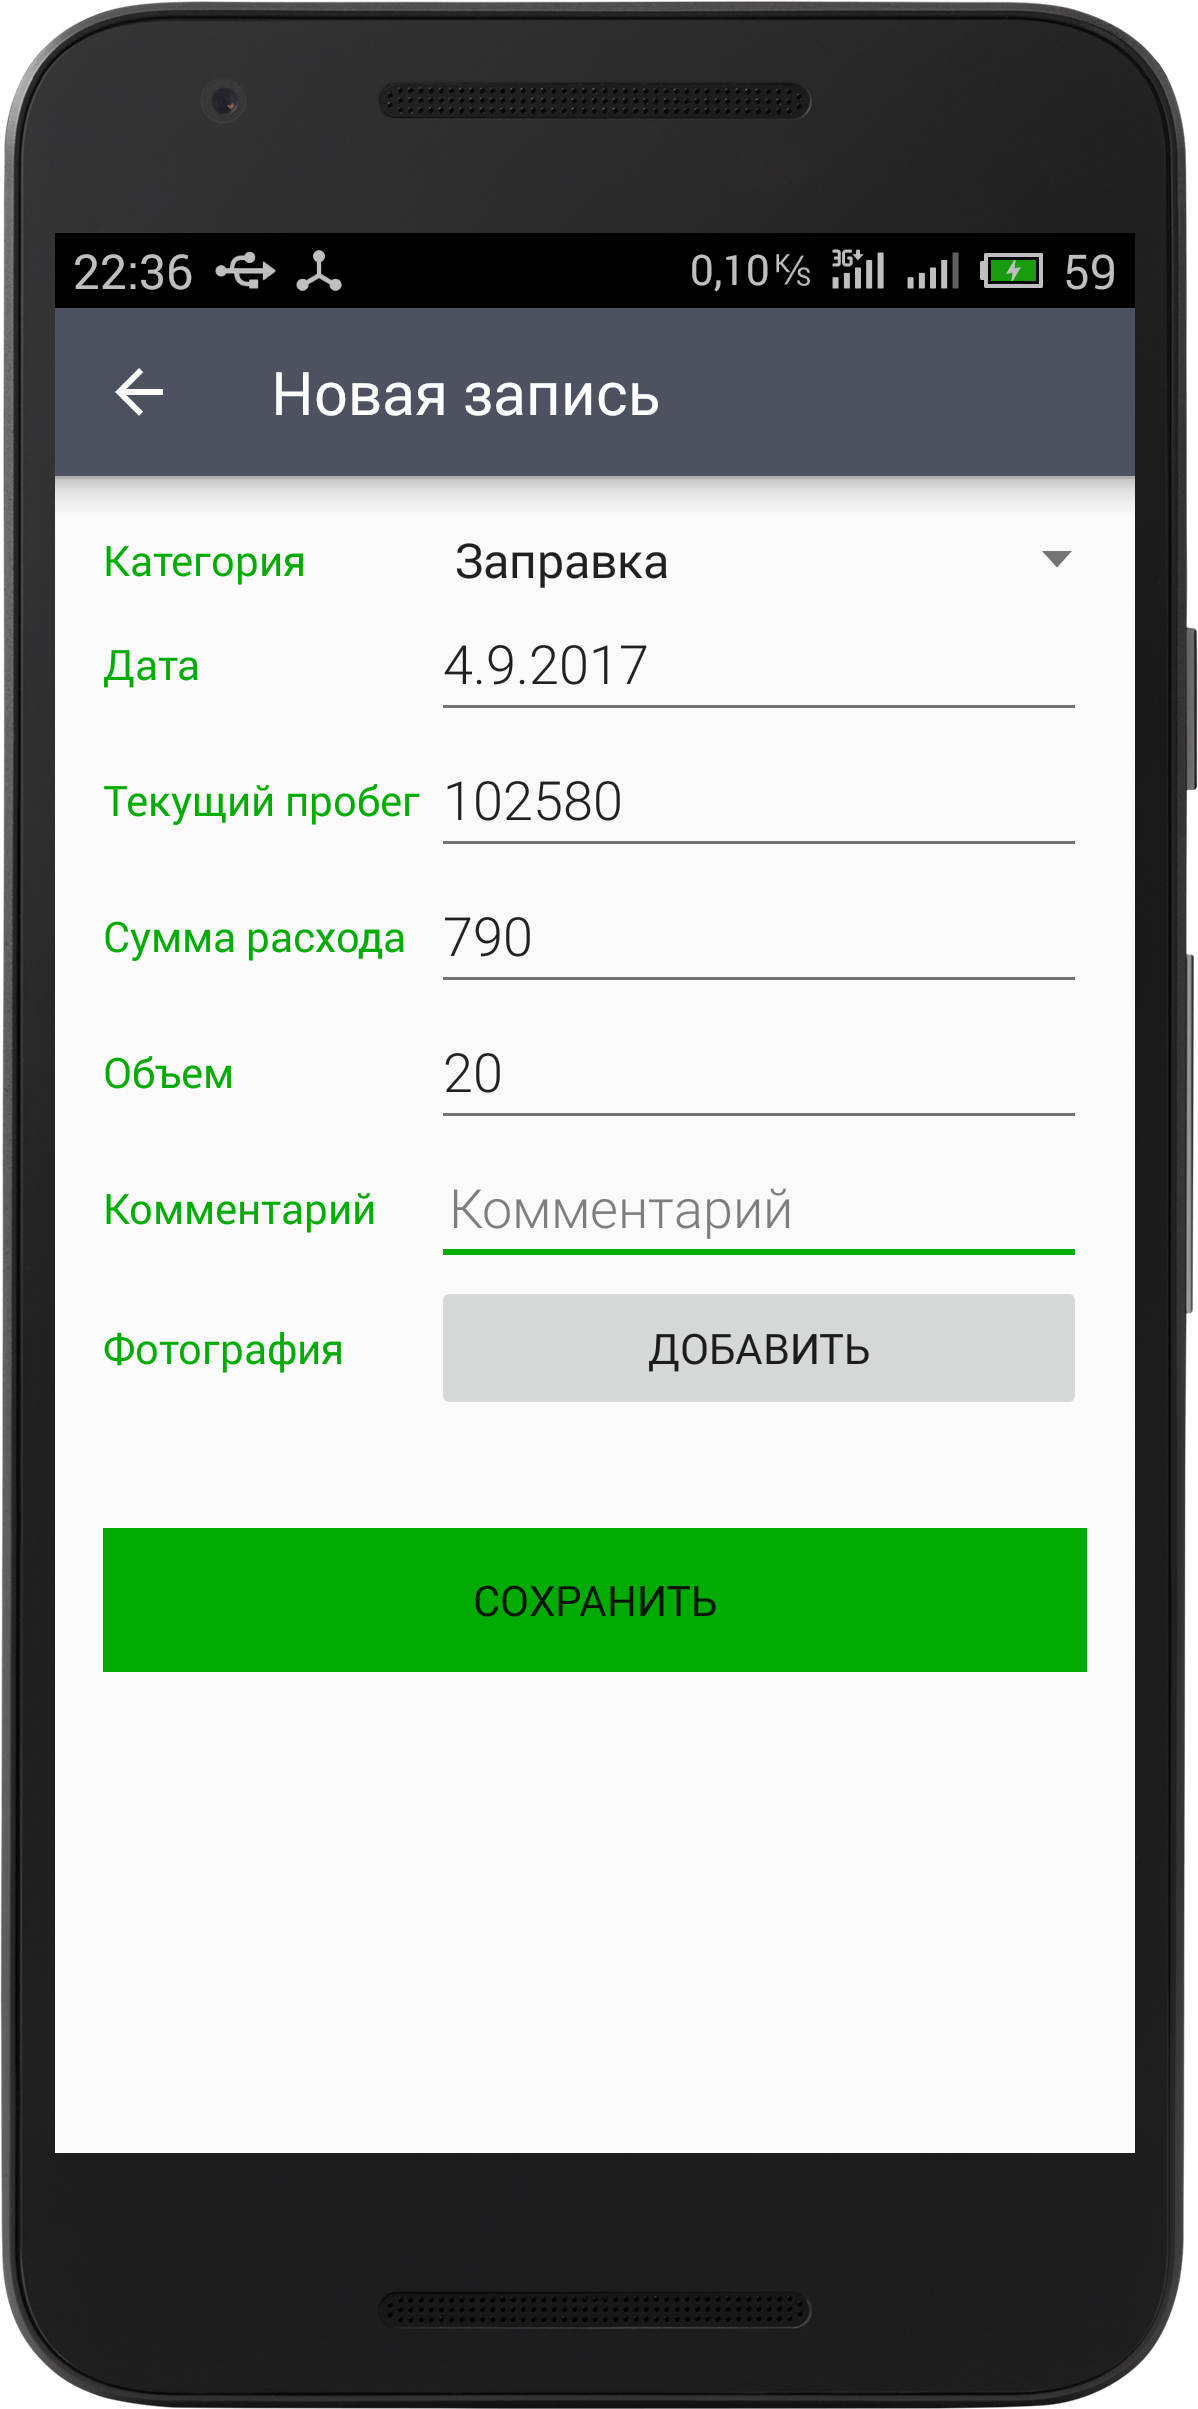 22:36 0,10 K/s 3G 59
Новая запись
Категория Заправка
Дата 4.9.2017
Текущий пробег 102580
Сумма расхода 790
Объем 20
Комментарий Комментарий
Фотография ДОБАВИТЬ
СОХРАНИТЬ